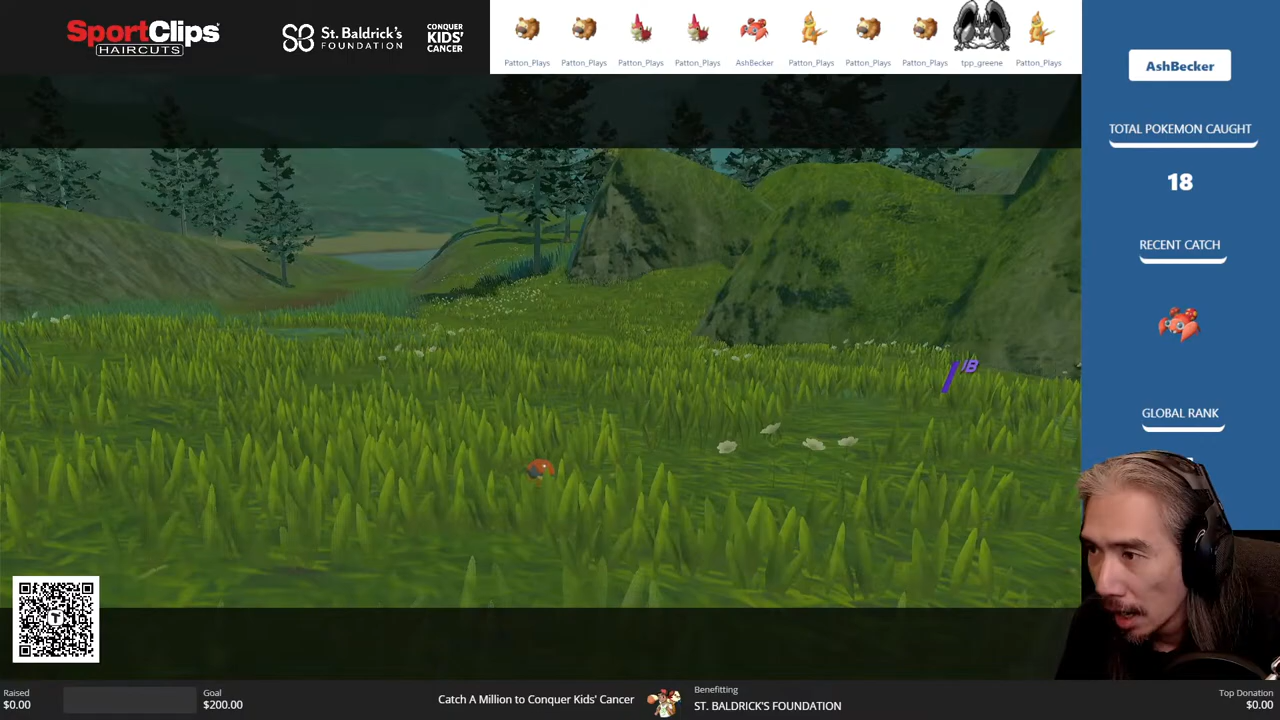 SportClips
HAIRCUTS
St. Baldrick's
FOUNDATION
CONQUER
KIDS'
CANCER
Patton_Plays
Patton_Plays
Patton_Plays
Patton_Plays
AshBecker
Patton_Plays
Patton_Plays
Patton_Plays
tpp_greene
Patton_Plays
AshBecker
TOTAL POKEMON CAUGHT
18
RECENT CATCH
GLOBAL RANK
18
Raised
$0.00
Goal
$200.00
Catch A Million to Conquer Kids' Cancer
Benefitting
ST. BALDRICK'S FOUNDATION
Top Donation
$0.00